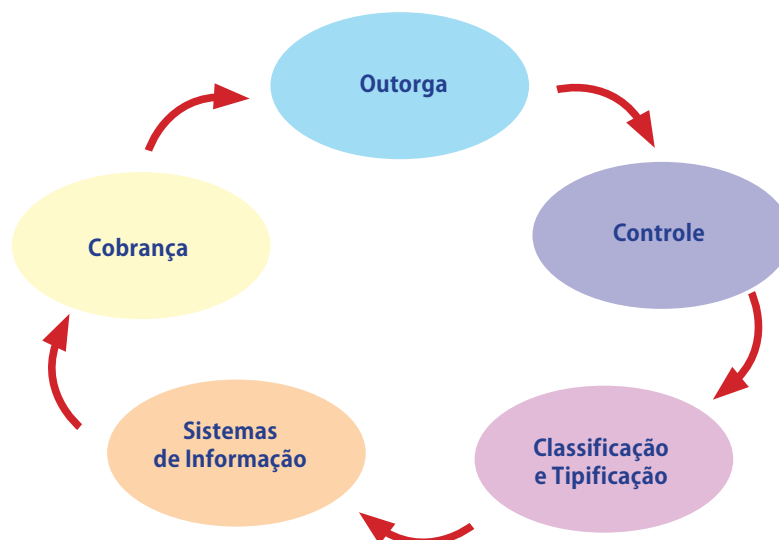 Outorga
Controle
Classificação
e Tipificação
Sistemas
de Informação
Cobrança